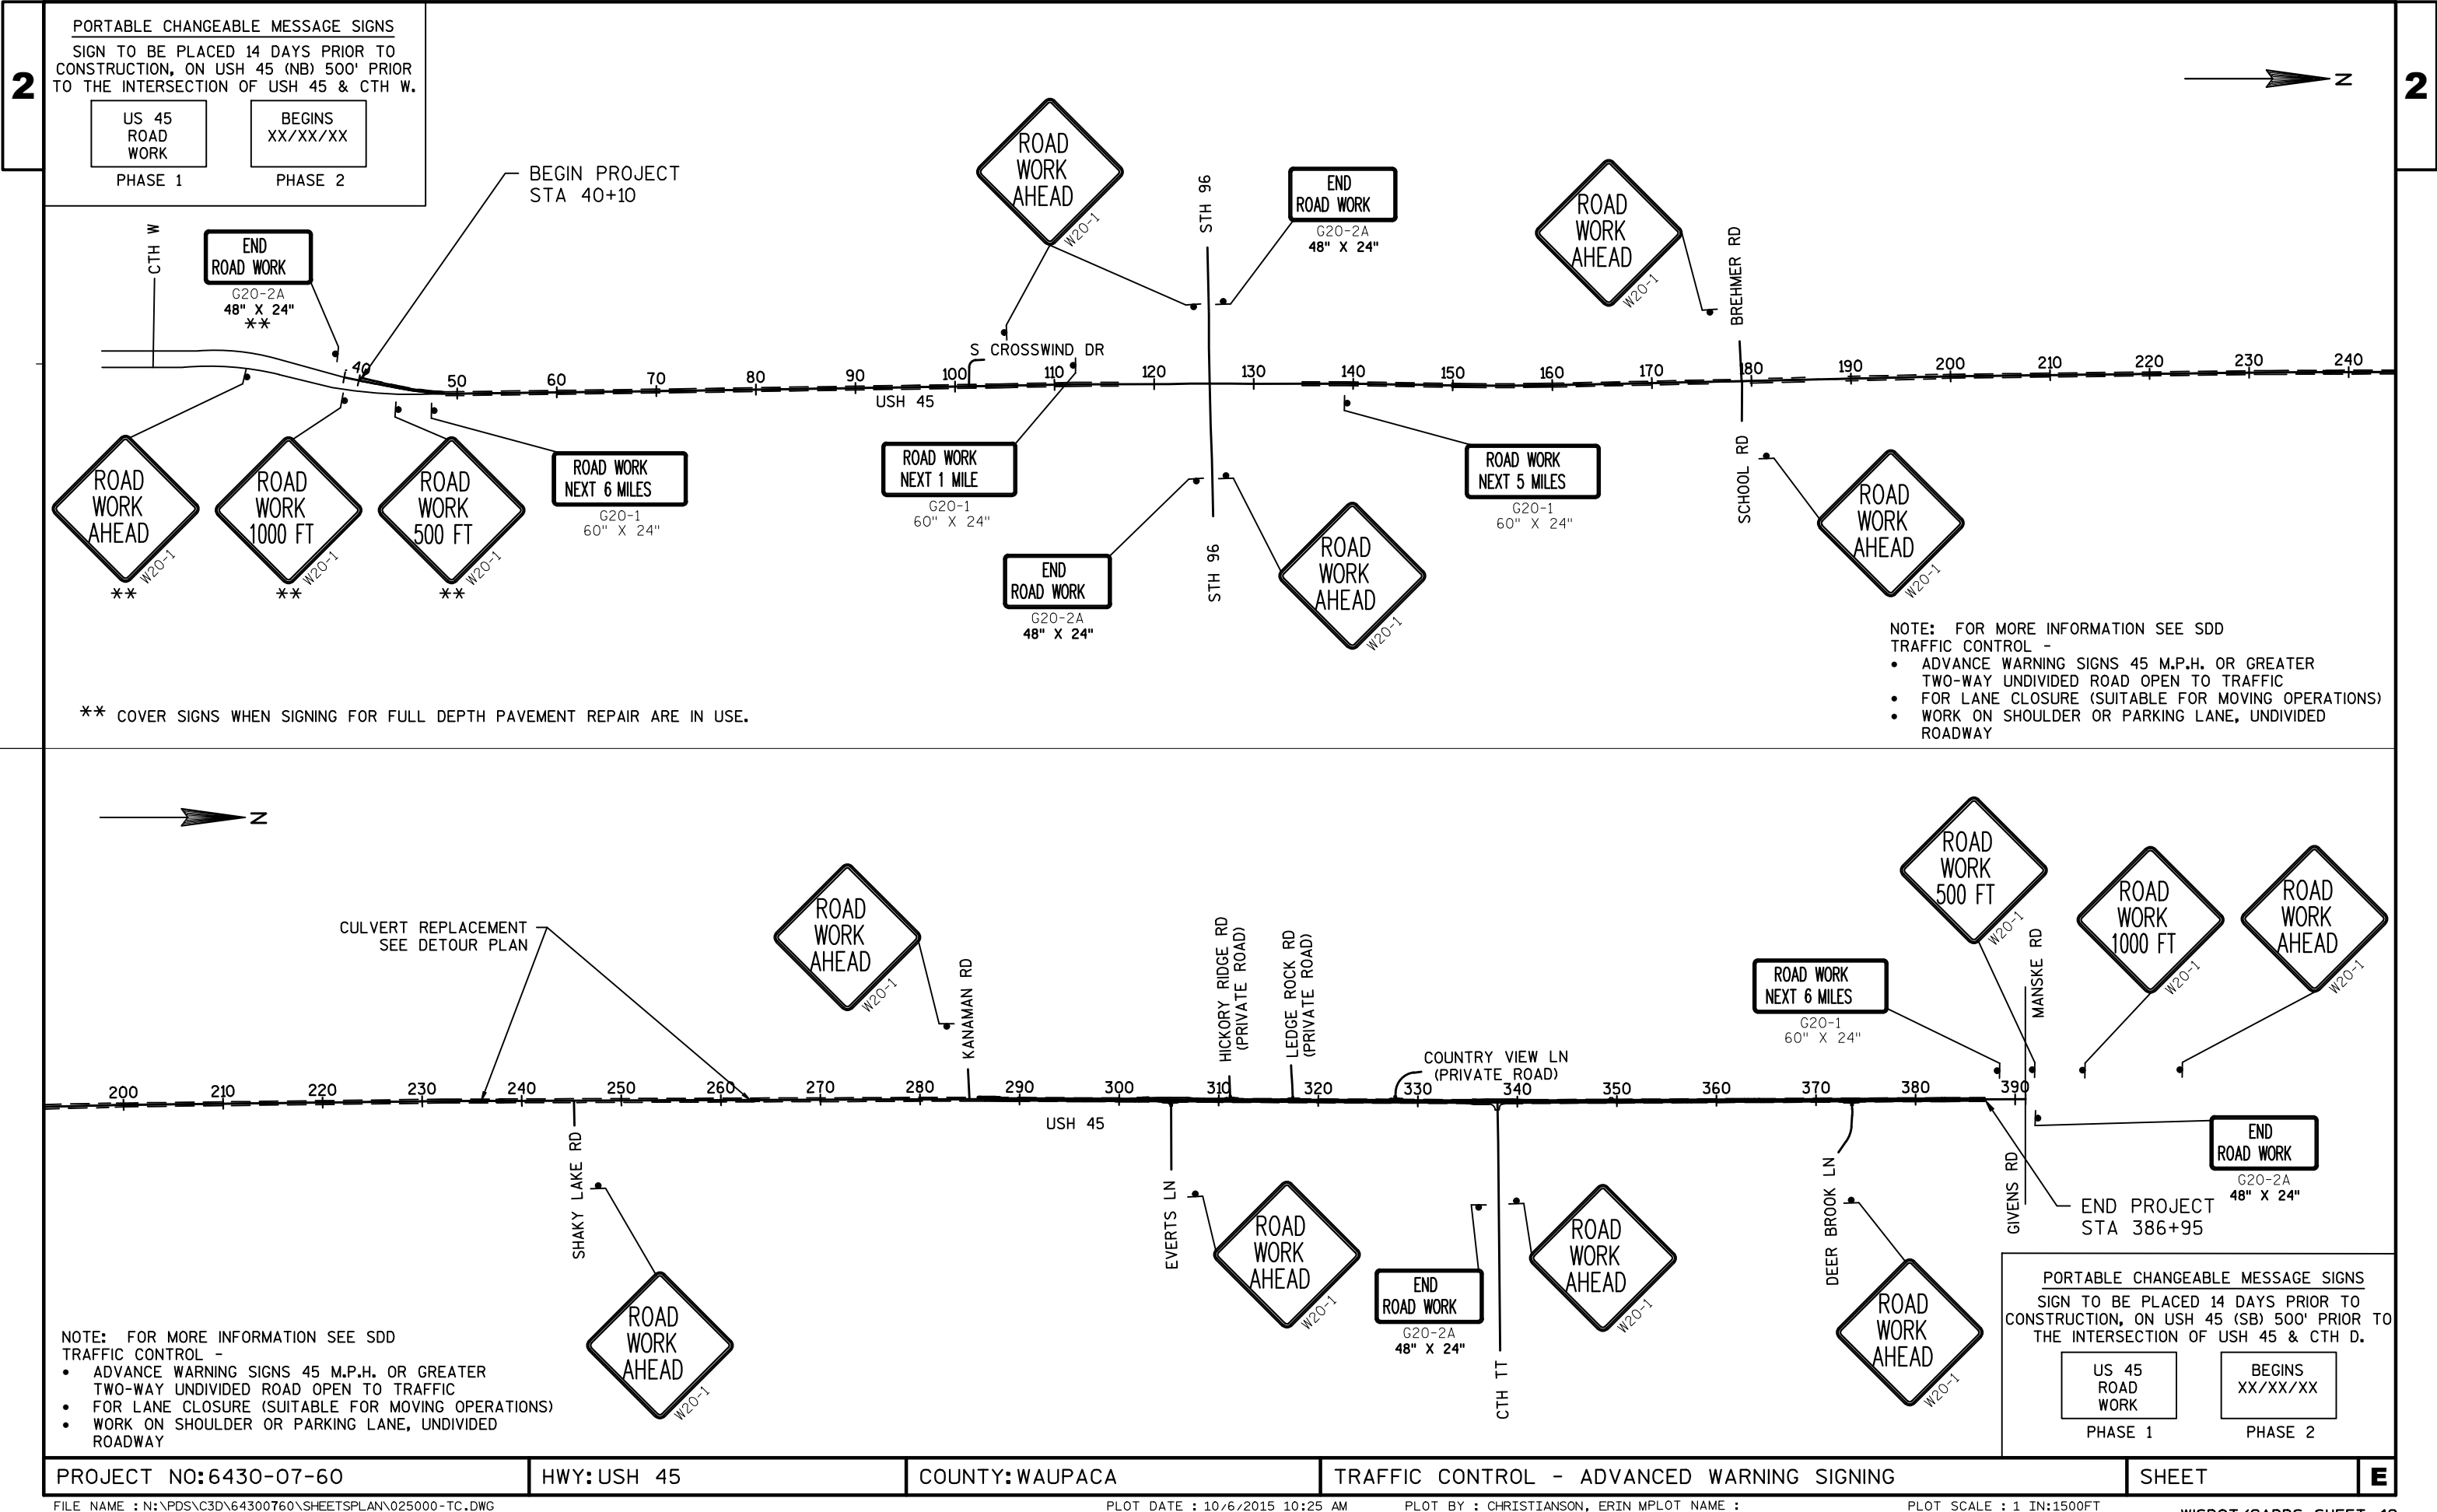 2
2
PORTABLE CHANGEABLE MESSAGE SIGNS
SIGN TO BE PLACED 14 DAYS PRIOR TO
CONSTRUCTION, ON USH 45 (NB) 500' PRIOR
TO THE INTERSECTION OF USH 45 & CTH W.
US 45
ROAD
WORK
PHASE 1
BEGINS
XX/XX/XX
PHASE 2
N
BEGIN PROJECT
STA 40+10
CTH W
END
ROAD WORK
G20-2A
48" X 24"
**
ROAD
WORK
AHEAD
W20-1
STH 96
END
ROAD WORK
G20-2A
48" X 24"
ROAD
WORK
AHEAD
W20-1
BREHMER RD
S CROSSWIND DR
40 50 60 70 80 90 100 110 120 130 140 150 160 170 180 190 200 210 220 230 240
USH 45
ROAD
WORK
AHEAD
W20-1
**
ROAD
WORK
1000 FT
W20-1
**
ROAD
WORK
500 FT
W20-1
**
ROAD WORK
NEXT 6 MILES
G20-1
60" X 24"
ROAD WORK
NEXT 1 MILE
G20-1
60" X 24"
END
ROAD WORK
G20-2A
48" X 24"
STH 96
ROAD
WORK
AHEAD
W20-1
ROAD WORK
NEXT 5 MILES
G20-1
60" X 24"
SCHOOL RD
ROAD
WORK
AHEAD
W20-1
NOTE: FOR MORE INFORMATION SEE SDD
TRAFFIC CONTROL -
• ADVANCE WARNING SIGNS 45 M.P.H. OR GREATER
TWO-WAY UNDIVIDED ROAD OPEN TO TRAFFIC
• FOR LANE CLOSURE (SUITABLE FOR MOVING OPERATIONS)
• WORK ON SHOULDER OR PARKING LANE, UNDIVIDED
ROADWAY
** COVER SIGNS WHEN SIGNING FOR FULL DEPTH PAVEMENT REPAIR ARE IN USE.
N
CULVERT REPLACEMENT
SEE DETOUR PLAN
ROAD
WORK
AHEAD
W20-1
KANAMAN RD
HICKORY RIDGE RD
(PRIVATE ROAD)
LEDGE ROCK RD
(PRIVATE ROAD)
COUNTRY VIEW LN
(PRIVATE ROAD)
ROAD WORK
NEXT 6 MILES
G20-1
60" X 24"
ROAD
WORK
500 FT
W20-1
MANSKE RD
ROAD
WORK
1000 FT
W20-1
ROAD
WORK
AHEAD
W20-1
200 210 220 230 240 250 260 270 280 290 300 310 320 330 340 350 360 370 380 390
USH 45
SHAKY LAKE RD
ROAD
WORK
AHEAD
W20-1
EVERTS LN
ROAD
WORK
AHEAD
W20-1
END
ROAD WORK
G20-2A
48" X 24"
CTH TT
ROAD
WORK
AHEAD
W20-1
DEER BROOK LN
ROAD
WORK
AHEAD
W20-1
GIVENS RD
END PROJECT
STA 386+95
END
ROAD WORK
G20-2A
48" X 24"
NOTE: FOR MORE INFORMATION SEE SDD
TRAFFIC CONTROL -
• ADVANCE WARNING SIGNS 45 M.P.H. OR GREATER
TWO-WAY UNDIVIDED ROAD OPEN TO TRAFFIC
• FOR LANE CLOSURE (SUITABLE FOR MOVING OPERATIONS)
• WORK ON SHOULDER OR PARKING LANE, UNDIVIDED
ROADWAY
PORTABLE CHANGEABLE MESSAGE SIGNS
SIGN TO BE PLACED 14 DAYS PRIOR TO
CONSTRUCTION, ON USH 45 (SB) 500' PRIOR TO
THE INTERSECTION OF USH 45 & CTH D.
US 45
ROAD
WORK
PHASE 1
BEGINS
XX/XX/XX
PHASE 2
PROJECT NO: 6430-07-60 HWY: USH 45 COUNTY: WAUPACA TRAFFIC CONTROL - ADVANCED WARNING SIGNING SHEET E
FILE NAME : N:\PDS\C3D\64300760\SHEETSPLAN\025000-TC.DWG PLOT DATE : 10/6/2015 10:25 AM PLOT BY : CHRISTIANSON, ERIN MPLOT NAME : PLOT SCALE : 1 IN:1500FT